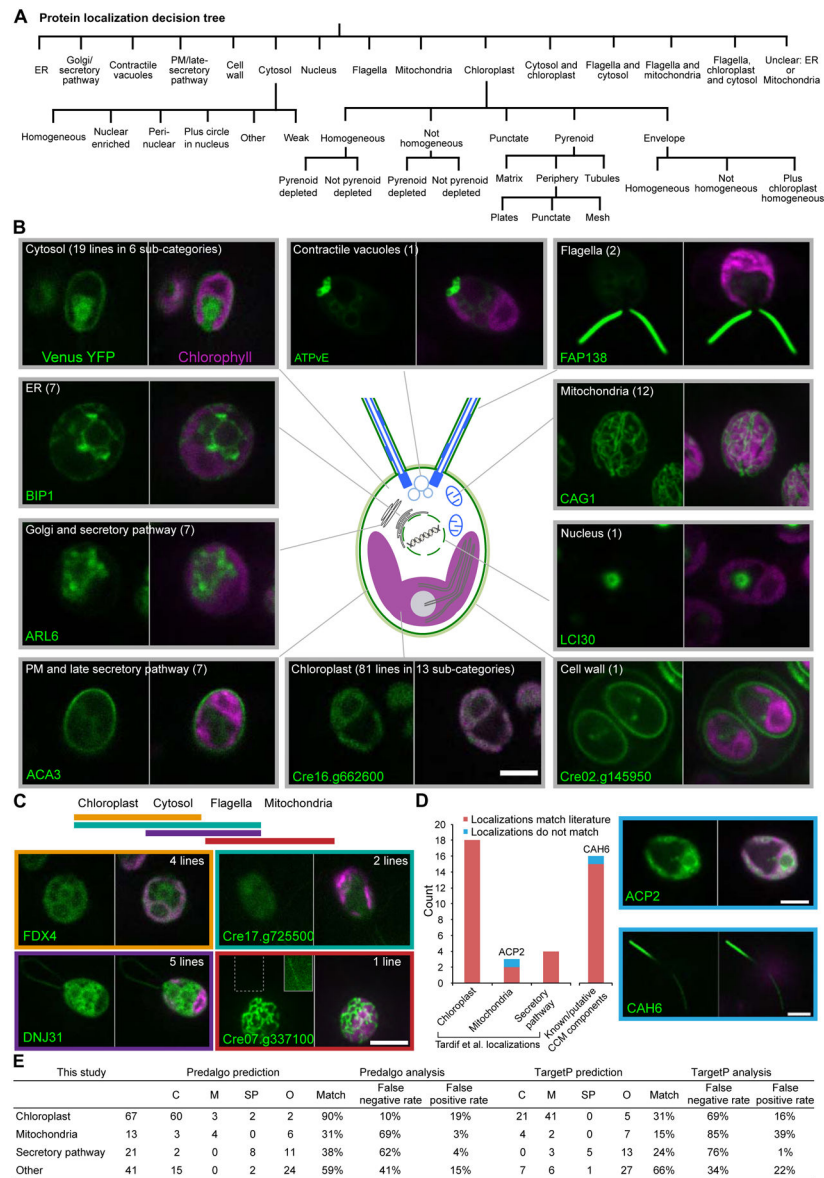 A Protein localization decision tree
ER
Golgi/
secretory
pathway
Contractile
vacuoles
PM/late-
secretory
pathway
Cell
wall
Cytosol
Nucleus
Flagella
Mitochondria
Chloroplast
Cytosol and
chloroplast
Flagella and
cytosol
Flagella and
mitochondria
Flagella,
chloroplast
and cytosol
Unclear: ER
or
Mitochondria
Homogeneous
Nuclear
enriched
Peri-
nuclear
Plus circle
in nucleus
Other
Weak
Homogeneous
Not
homogeneous
Punctate
Pyrenoid
Envelope
Pyrenoid
depleted
Not pyrenoid
depleted
Pyrenoid
depleted
Not pyrenoid
depleted
Matrix
Periphery
Tubules
Homogeneous
Not
homogeneous
Plus
chloroplast
homogeneous
Plates
Punctate
Mesh
B
Cytosol (19 lines in 6 sub-categories)
Venus YFP
Chlorophyll
Contractile vacuoles (1)
ATPvE
Flagella (2)
FAP138
ER (7)
BIP1
Mitochondria (12)
CAG1
Golgi and secretory pathway (7)
ARL6
Nucleus (1)
LCI30
PM and late secretory pathway (7)
ACA3
Chloroplast (81 lines in 13 sub-categories)
Cre16.g662600
Cell wall (1)
Cre02.g145950
C
Chloroplast Cytosol Flagella Mitochondria
4 lines
FDX4
2 lines
Cre17.g725500
5 lines
DNJ31
1 line
Cre07.g337100
D
Localizations match literature
Localizations do not match
Count
20
18
16
14
12
10
8
6
4
2
0
ACP2
CAH6
Chloroplast
Mitochondria
Secretory
pathway
Known/putative
CCM components
Tardif et al. localizations
ACP2
CAH6
E
This study Predalgo prediction Predalgo analysis TargetP prediction TargetP analysis
C M SP O Match False negative rate False positive rate C M SP O Match False negative rate False positive rate
Chloroplast 67 60 3 2 2 90% 10% 19% 21 41 0 5 31% 69% 16%
Mitochondria 13 3 4 0 6 31% 69% 3% 4 2 0 7 15% 85% 39%
Secretory pathway 21 2 0 8 11 38% 62% 4% 0 3 5 13 24% 76% 1%
Other 41 15 0 2 24 59% 41% 15% 7 6 1 27 66% 34% 22%